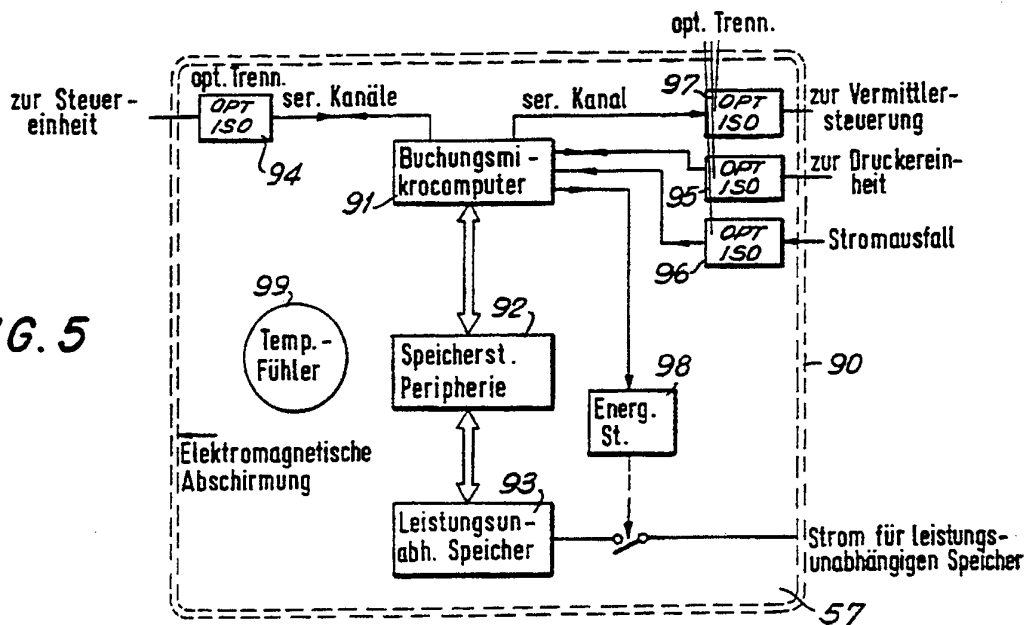 opt. Trenn.
opt. Trenn.
zur Steuer-
einheit
OPT
ISO
94
ser. Kanäle
ser. Kanal
97
OPT
ISO
zur Vermittler-
steuerung
Buchungsmi-
krocomputer
91
OPT
ISO
95
zur Druckerein-
heit
OPT
ISO
96
Stromausfall
99
Temp.-
Fühler
92
Speicherst.
Peripherie
98
Energ.
St.
90
G. 5
Elektromagnetische
Abschirmung
93
Leistungsun-
abh. Speicher
Strom für leistungs-
unabhängigen Speicher
57